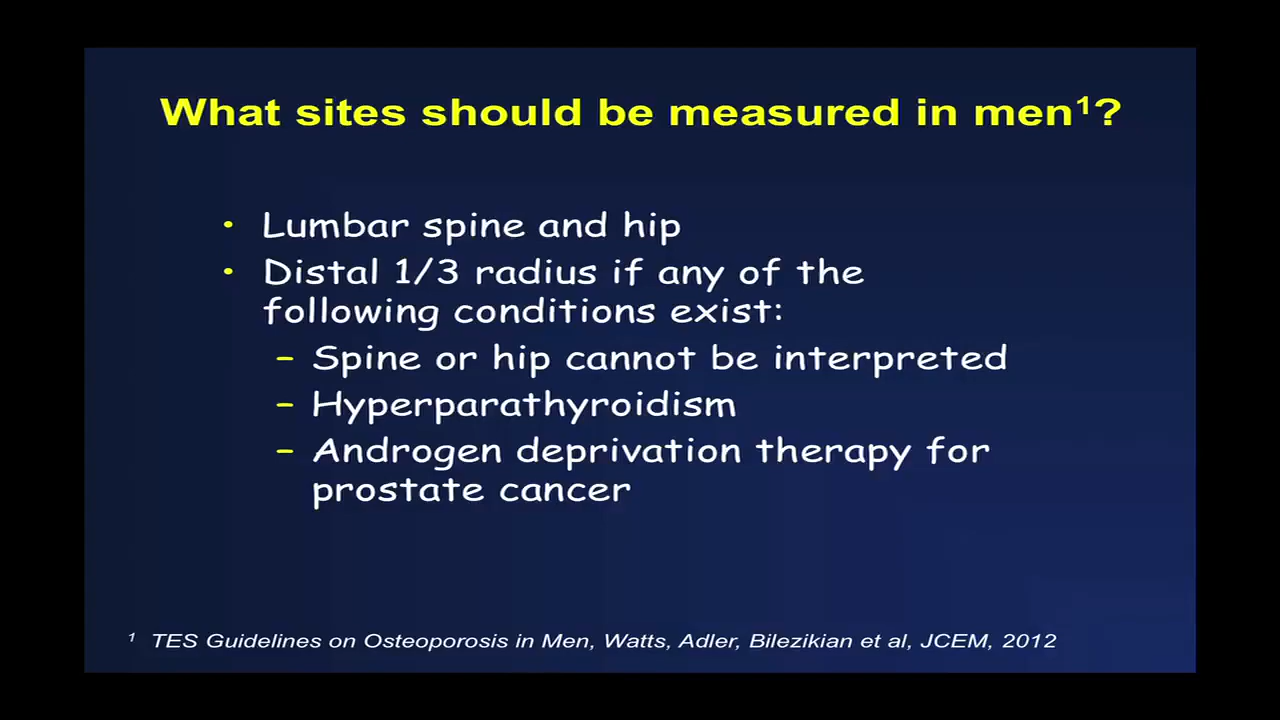 What sites should be measured in men¹?
• Lumbar spine and hip
• Distal 1/3 radius if any of the
following conditions exist:
– Spine or hip cannot be interpreted
– Hyperparathyroidism
– Androgen deprivation therapy for
prostate cancer
¹ TES Guidelines on Osteoporosis in Men, Watts, Adler, Bilezikian et al, JCEM, 2012